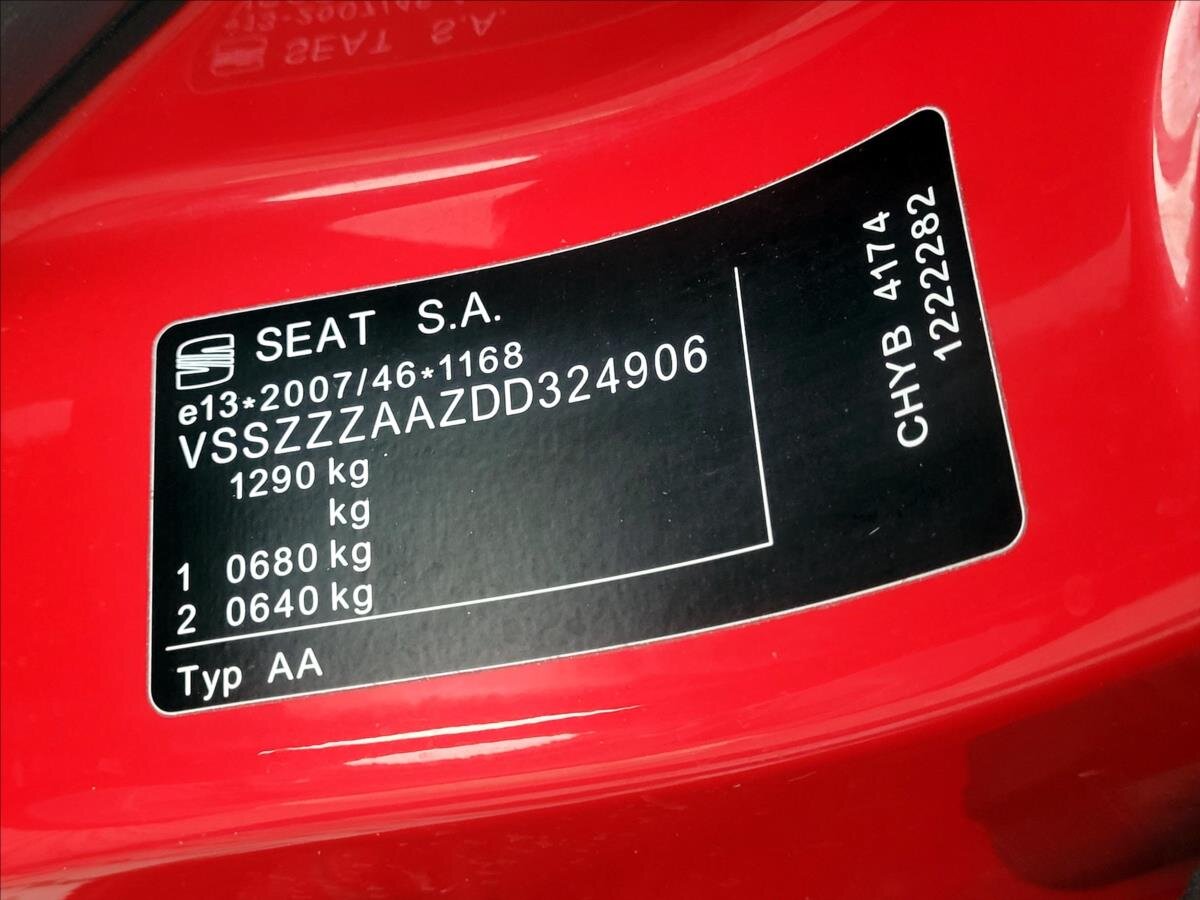 SEAT S.A.
e13*2007/46*1168
VSSZZZAAZDD324906
1290 kg
kg
1 0680 kg
2 0640 kg
Typ AA
CHYB 4174
1222282
SEAT S.A.